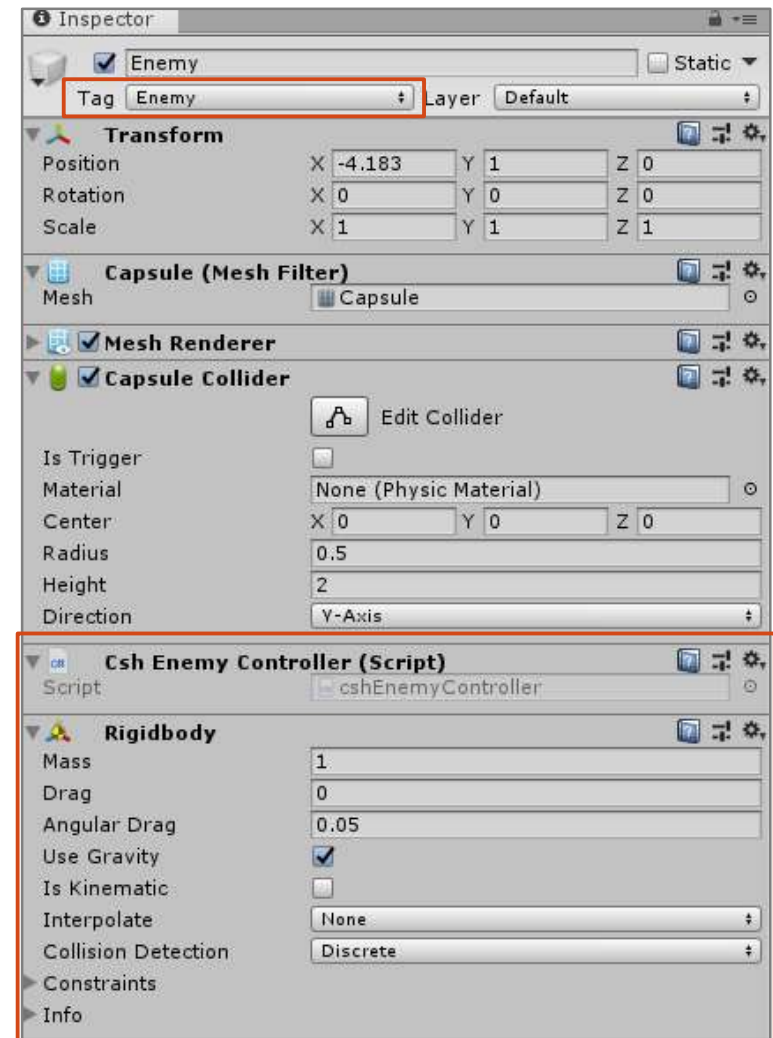 Inspector
Enemy Static
Tag Enemy Layer Default
Transform
Position X -4.183 Y 1 Z 0
Rotation X 0 Y 0 Z 0
Scale X 1 Y 1 Z 1
Capsule (Mesh Filter)
Mesh Capsule
Mesh Renderer
Capsule Collider
Edit Collider
Is Trigger
Material None (Physic Material)
Center X 0 Y 0 Z 0
Radius 0.5
Height 2
Direction Y-Axis
Csh Enemy Controller (Script)
Script cshEnemyController
Rigidbody
Mass 1
Drag 0
Angular Drag 0.05
Use Gravity
Is Kinematic
Interpolate None
Collision Detection Discrete
Constraints
Info